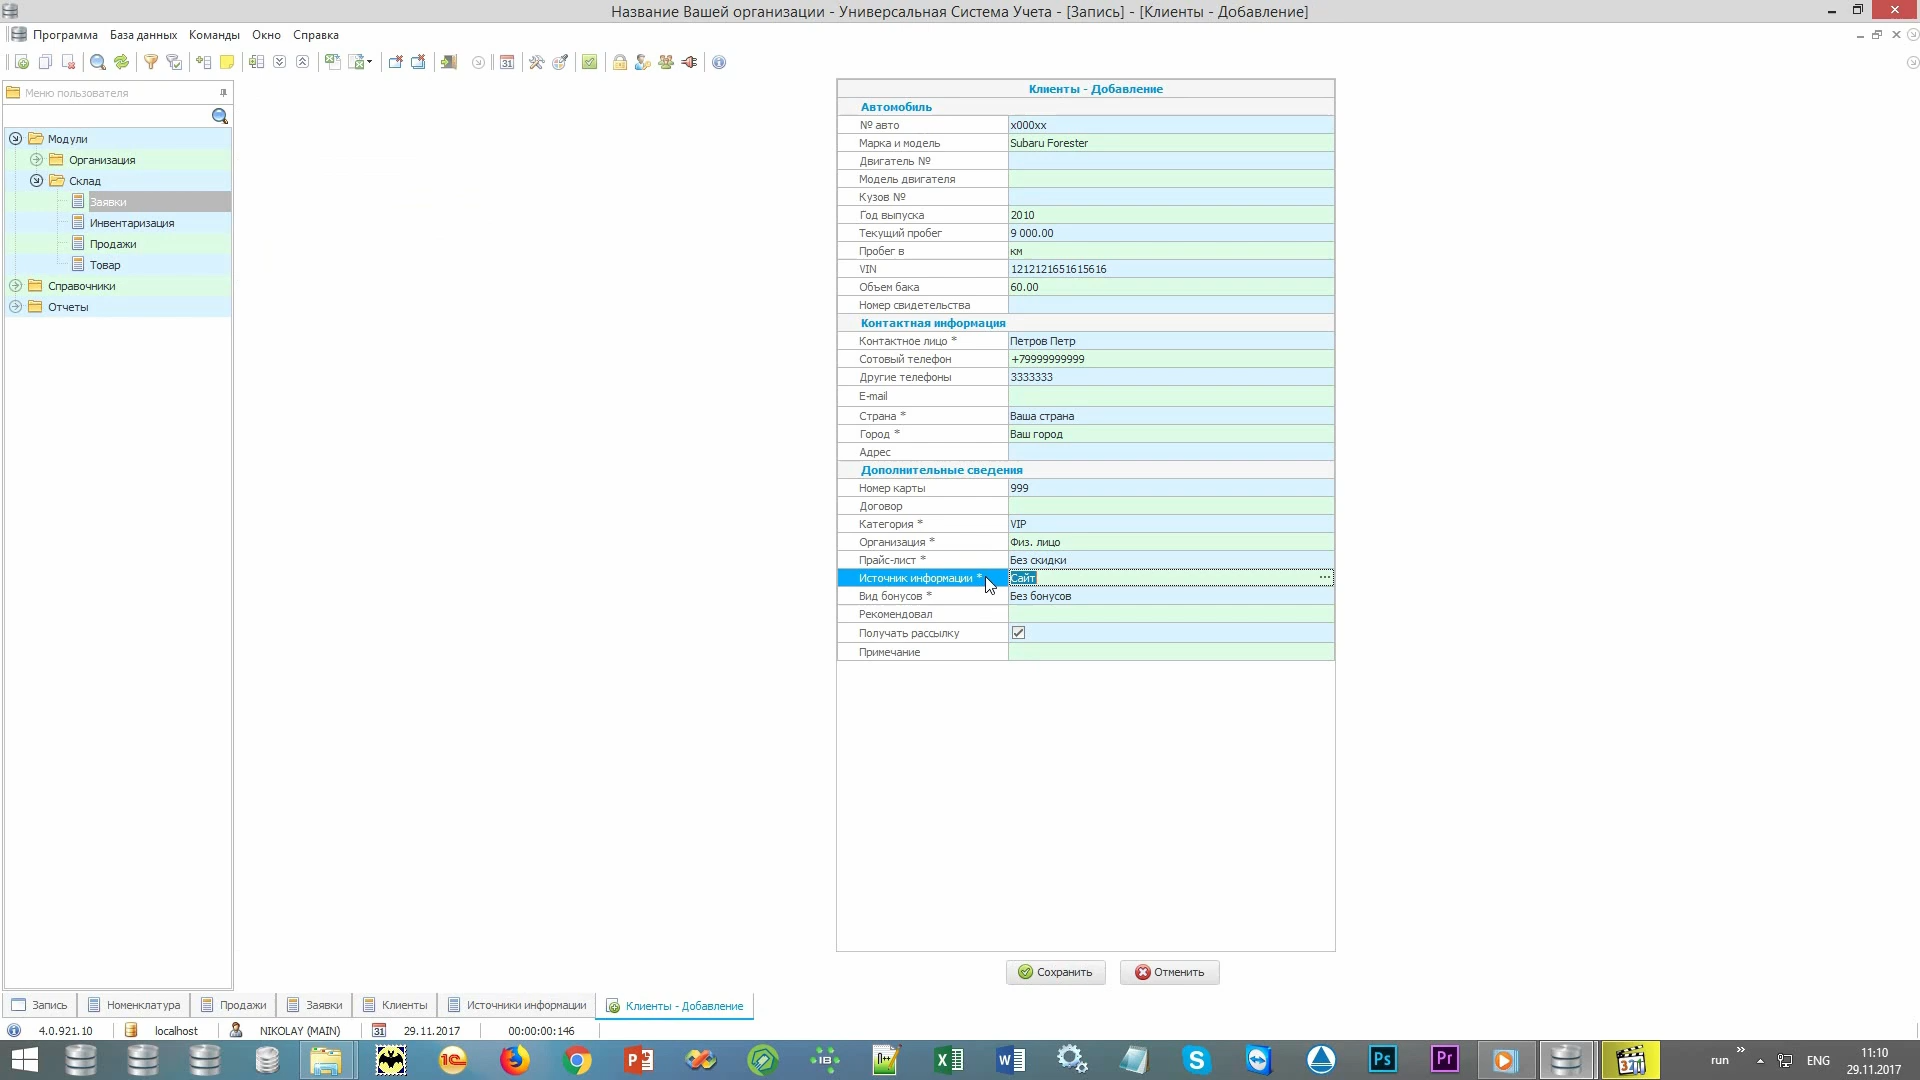 Название Вашей организации - Универсальная Система Учета - [Запись] - [Клиенты - Добавление]
Программа База данных Команды Окно Справка
Меню пользователя
Модули
Организация
Склад
Заявки
Инвентаризация
Продажи
Товар
Справочники
Отчеты
Клиенты - Добавление
Автомобиль
№ авто х000хх
Марка и модель Subaru Forester
Двигатель №
Модель двигателя
Кузов №
Год выпуска 2010
Текущий пробег 9 000.00
Пробег в км
VIN 1212121651615616
Объем бака 60.00
Номер свидетельства
Контактная информация
Контактное лицо * Петров Петр
Сотовый телефон +79999999999
Другие телефоны 3333333
E-mail
Страна * Ваша страна
Город * Ваш город
Адрес
Дополнительные сведения
Номер карты 999
Договор
Категория * VIP
Организация * Физ. лицо
Прайс-лист * Без скидки
Источник информации * Сайт ...
Вид бонусов * Без бонусов
Рекомендовал
Получать рассылку
Примечание
Сохранить Отменить
Запись Номенклатура Продажи Заявки Клиенты Источники информации Клиенты - Добавление
4.0.921.10 localhost NIKOLAY (MAIN) 31 29.11.2017 00:00:00:146
run ENG 11:10
29.11.2017